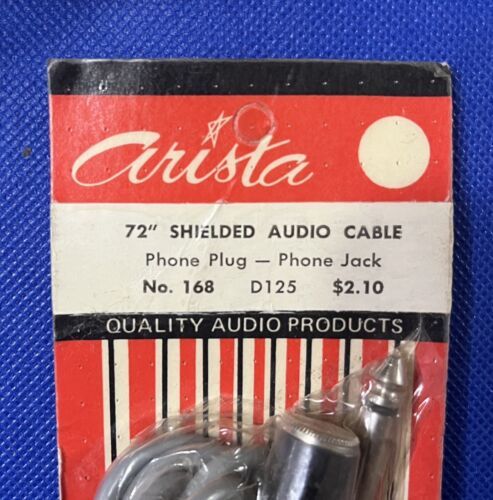 arista
72" SHIELDED AUDIO CABLE
Phone Plug — Phone Jack
No. 168 D125 $2.10
QUALITY AUDIO PRODUCTS